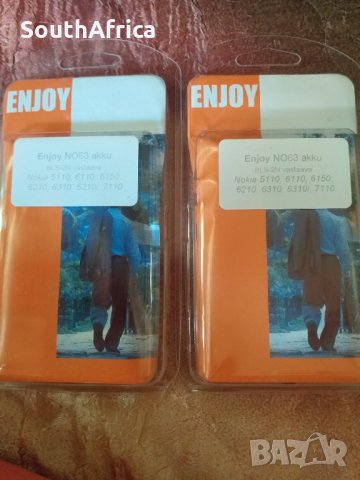 SouthAfrica
ENJOY
Enjoy NO63 akku
BLS-2N vastaava
Nokia 5110, 6110, 6150,
6210, 6310, 6310i, 7110
ENJOY
Enjoy NO63 akku
BLS-2N vastaava
Nokia 5110, 6110, 6150,
6210, 6310, 6310i, 7110
BAZAR